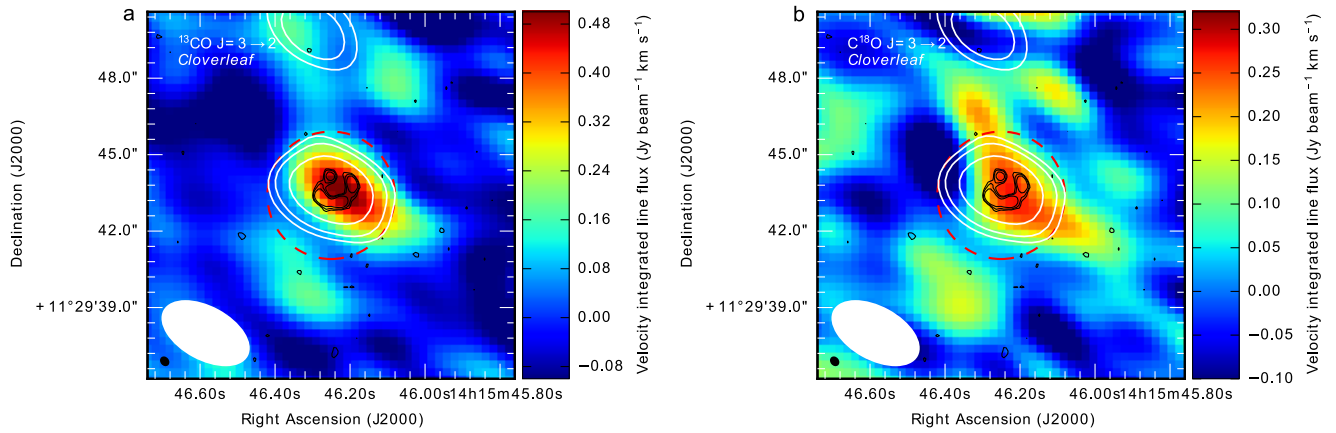 a
¹³CO J= 3 → 2
Cloverleaf
48.0"
45.0"
42.0"
+ 11°29'39.0"
Declination (J2000)
46.60s 46.40s 46.20s 46.00s14h15m45.80s
Right Ascension (J2000)
0.48
0.40
0.32
0.24
0.16
0.08
0.00
−0.08
Velocity integrated line flux (Jy beam⁻¹ km s⁻¹)
b
C¹⁸O J= 3 → 2
Cloverleaf
48.0"
45.0"
42.0"
+ 11°29'39.0"
Declination (J2000)
46.60s 46.40s 46.20s 46.00s14h15m45.80s
Right Ascension (J2000)
0.30
0.25
0.20
0.15
0.10
0.05
0.00
−0.05
−0.10
Velocity integrated line flux (Jy beam⁻¹ km s⁻¹)